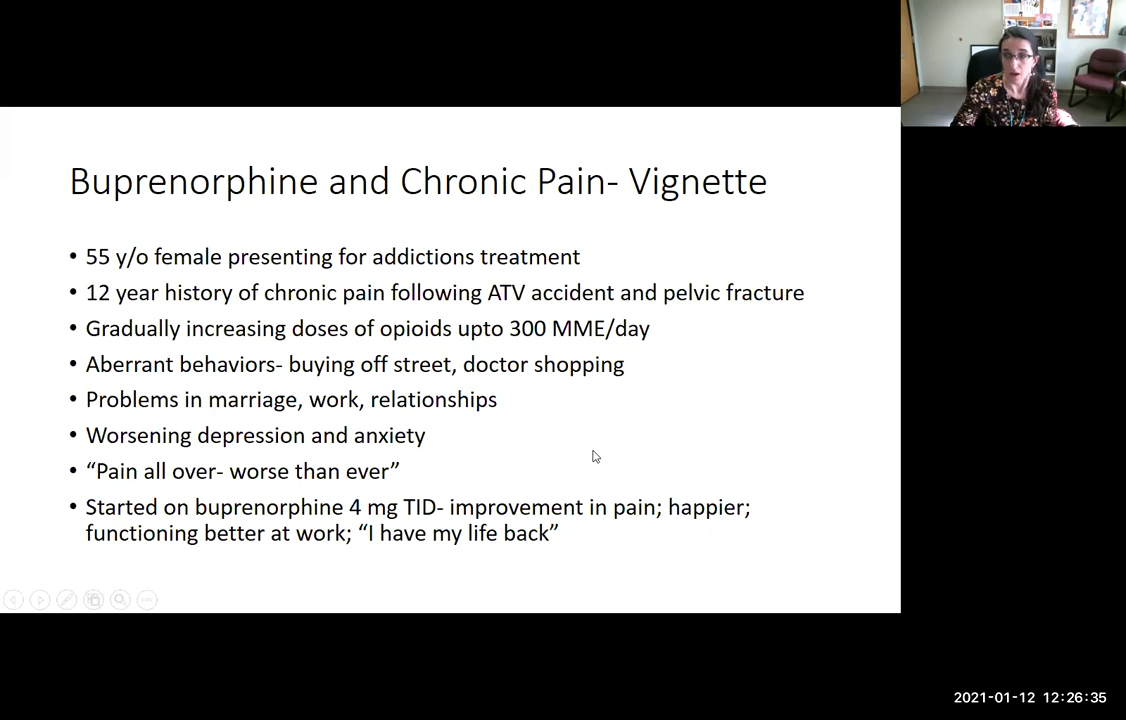 Buprenorphine and Chronic Pain- Vignette
• 55 y/o female presenting for addictions treatment
• 12 year history of chronic pain following ATV accident and pelvic fracture
• Gradually increasing doses of opioids upto 300 MME/day
• Aberrant behaviors- buying off street, doctor shopping
• Problems in marriage, work, relationships
• Worsening depression and anxiety
• “Pain all over- worse than ever”
• Started on buprenorphine 4 mg TID- improvement in pain; happier;
functioning better at work; “I have my life back”
2021-01-12 12:26:35